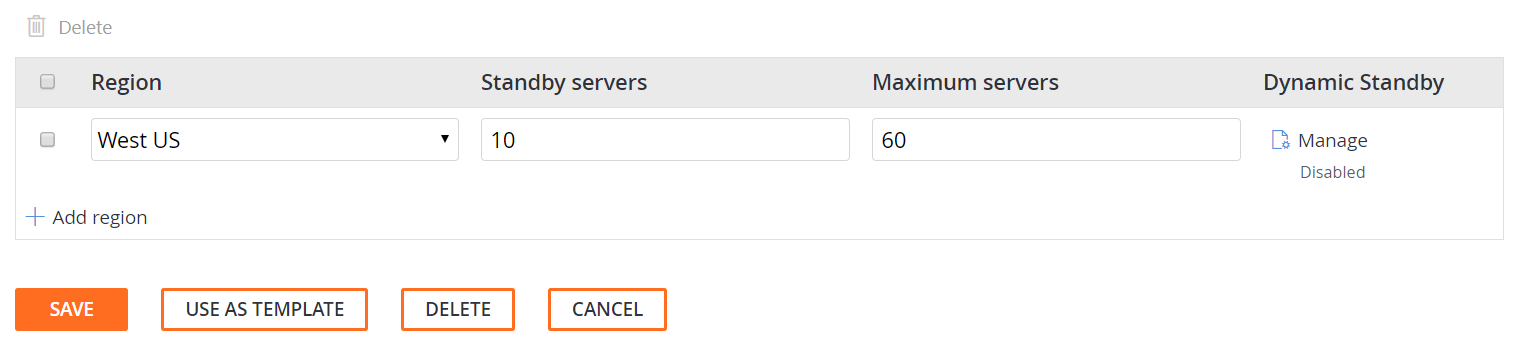 Delete
Region Standby servers Maximum servers Dynamic Standby
West US 10 60 Manage
Disabled
Add region
SAVE USE AS TEMPLATE DELETE CANCEL